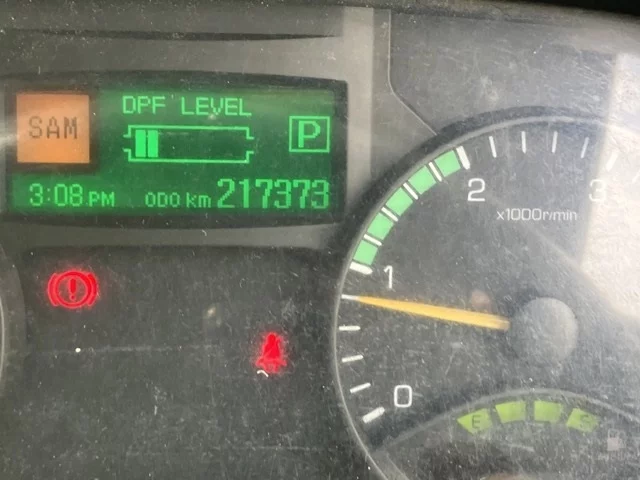 DPF LEVEL
SAM
P
3:08 PM ODO km 217373
2
3
x1000r/min
1
0
E